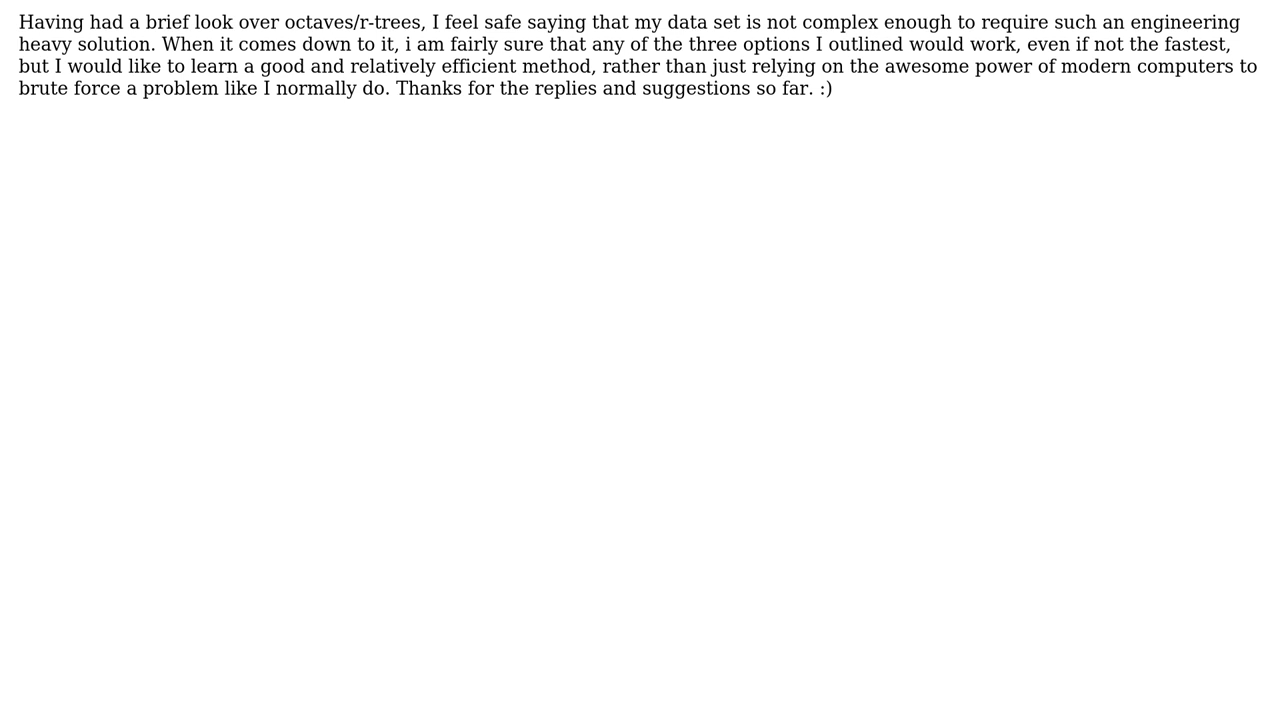 Having had a brief look over octaves/r-trees, I feel safe saying that my data set is not complex enough to require such an engineering
heavy solution. When it comes down to it, i am fairly sure that any of the three options I outlined would work, even if not the fastest,
but I would like to learn a good and relatively efficient method, rather than just relying on the awesome power of modern computers to
brute force a problem like I normally do. Thanks for the replies and suggestions so far. :)